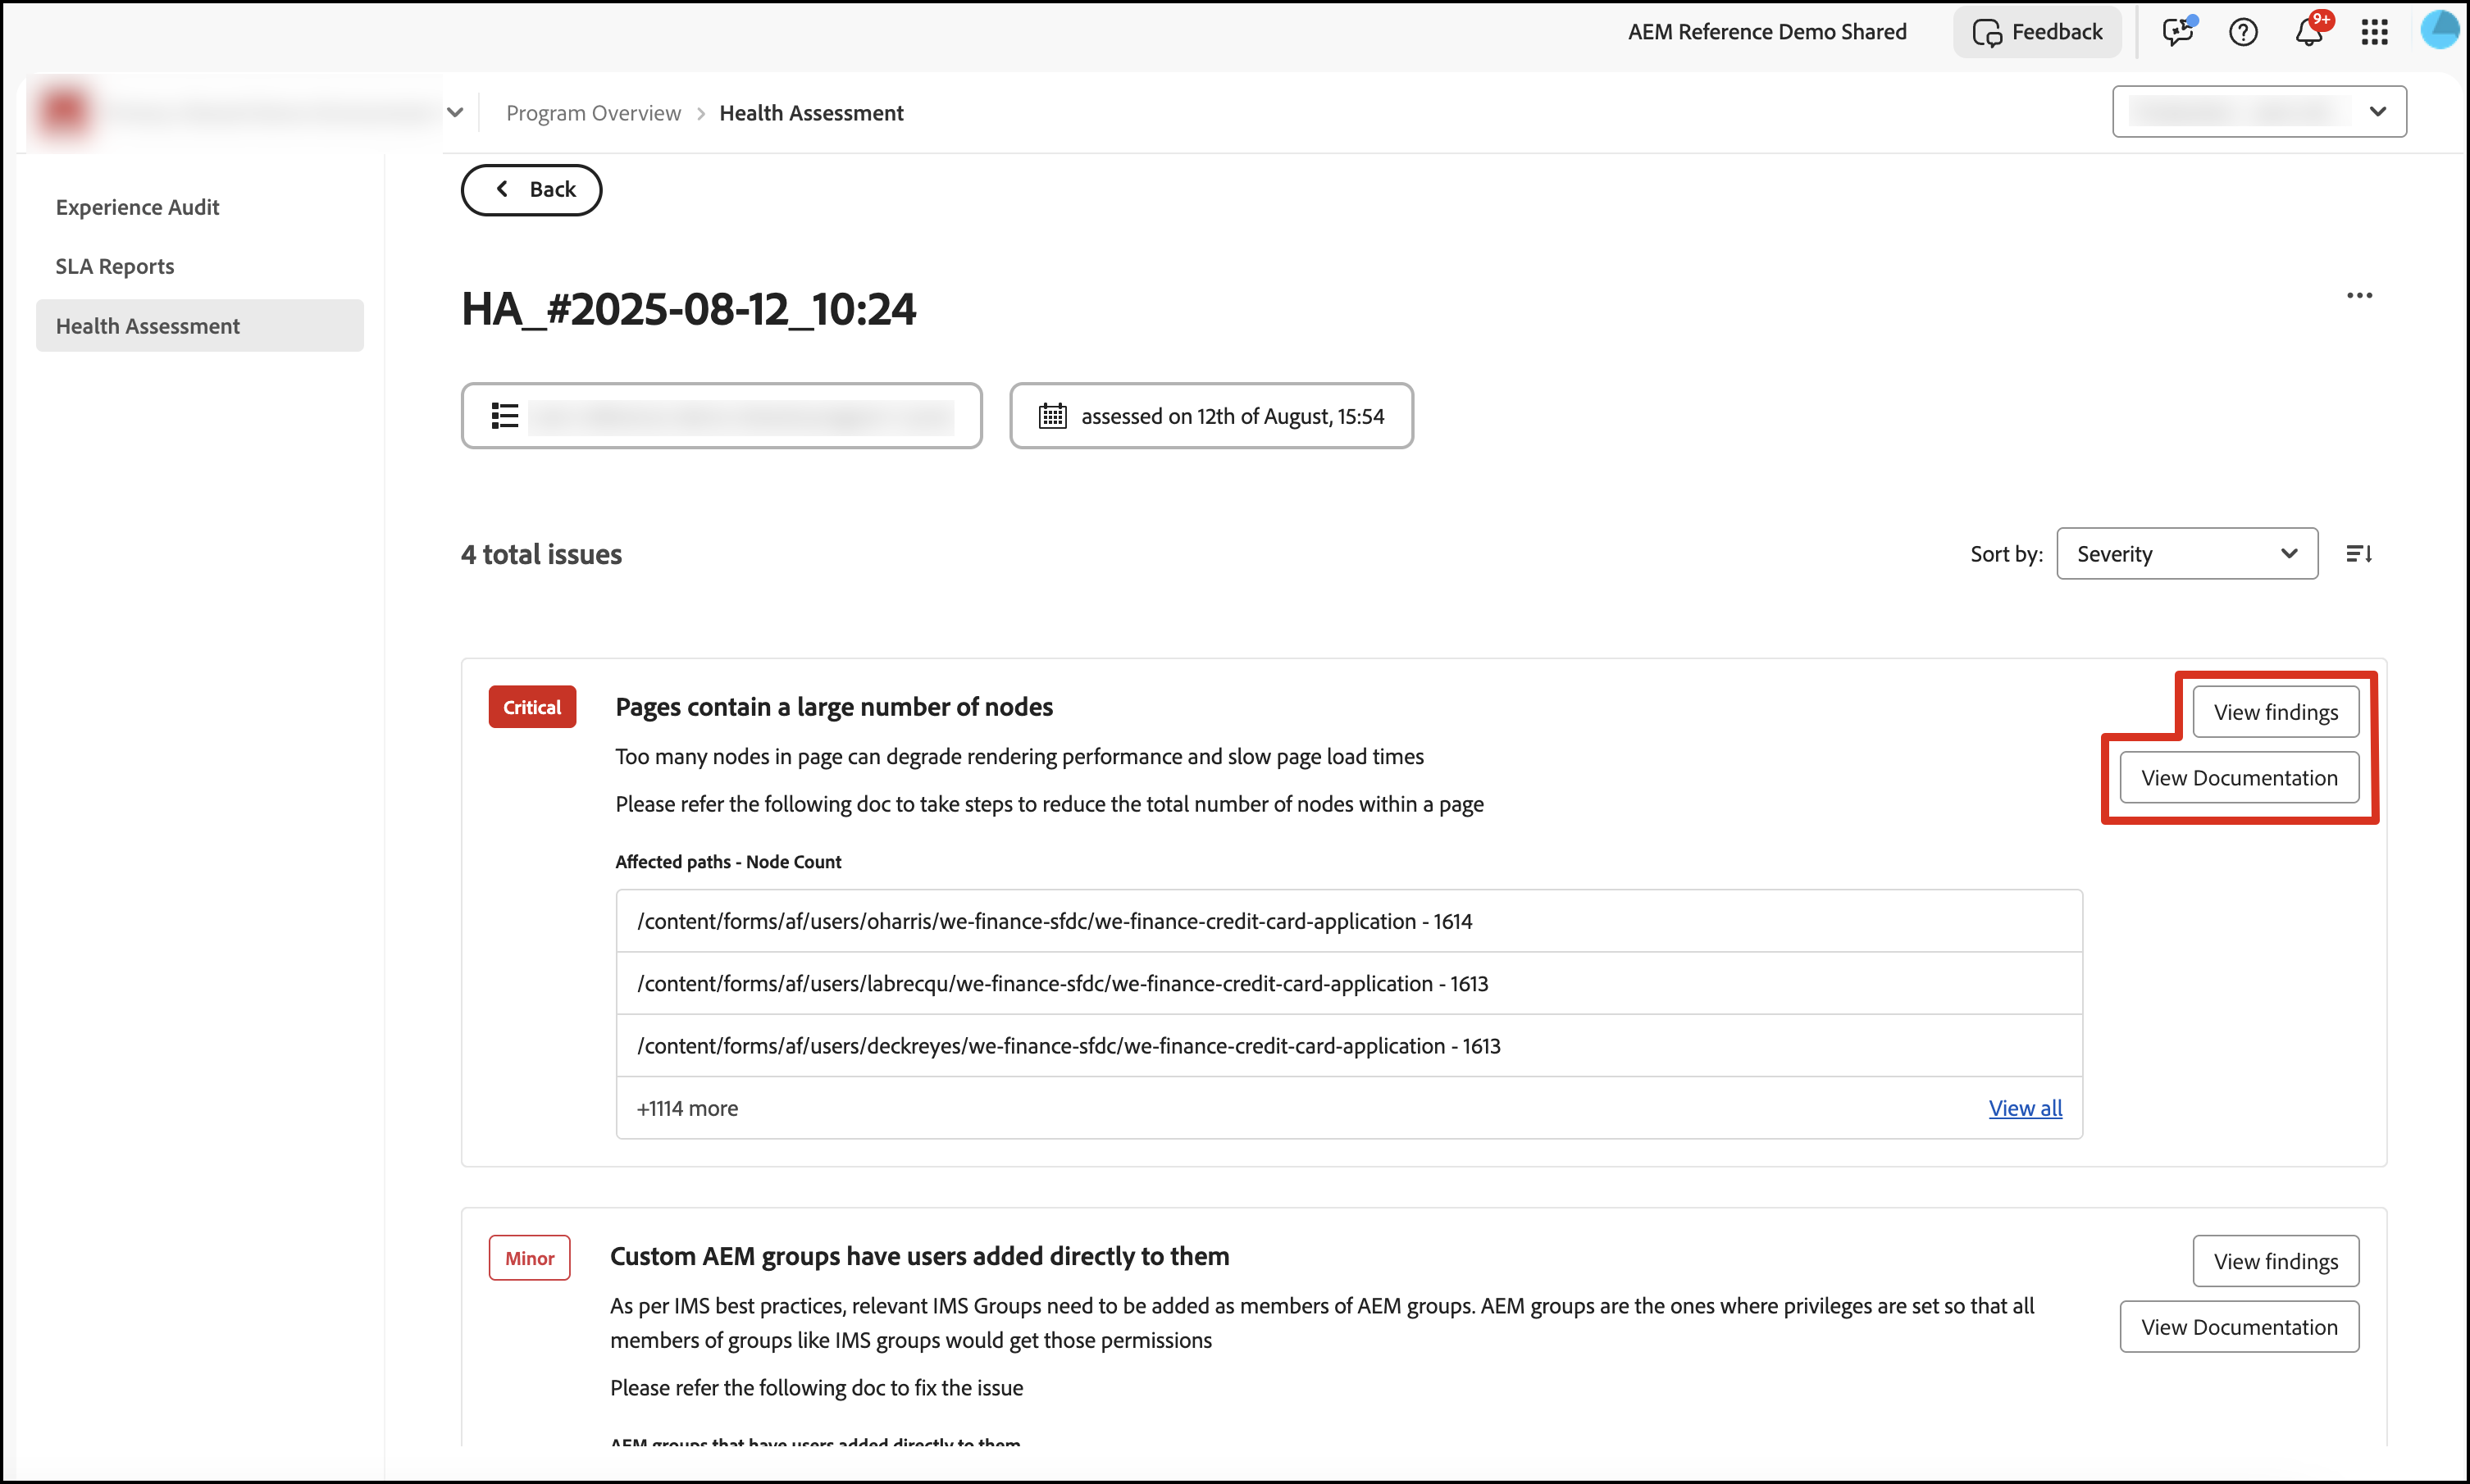 AEM Reference Demo Shared
Feedback
9+
Program Overview > Health Assessment
Back
Experience Audit
SLA Reports
Health Assessment
HA_#2025-08-12_10:24
assessed on 12th of August, 15:54
4 total issues
Sort by:
Severity
Critical
Pages contain a large number of nodes
View findings
Too many nodes in page can degrade rendering performance and slow page load times
View Documentation
Please refer the following doc to take steps to reduce the total number of nodes within a page
Affected paths - Node Count
/content/forms/af/users/oharris/we-finance-sfdc/we-finance-credit-card-application - 1614
/content/forms/af/users/labrecqu/we-finance-sfdc/we-finance-credit-card-application - 1613
/content/forms/af/users/deckreyes/we-finance-sfdc/we-finance-credit-card-application - 1613
+1114 more
View all
Minor
Custom AEM groups have users added directly to them
View findings
As per IMS best practices, relevant IMS Groups need to be added as members of AEM groups. AEM groups are the ones where privileges are set so that all
members of groups like IMS groups would get those permissions
View Documentation
Please refer the following doc to fix the issue
AEM groups that have users added directly to them